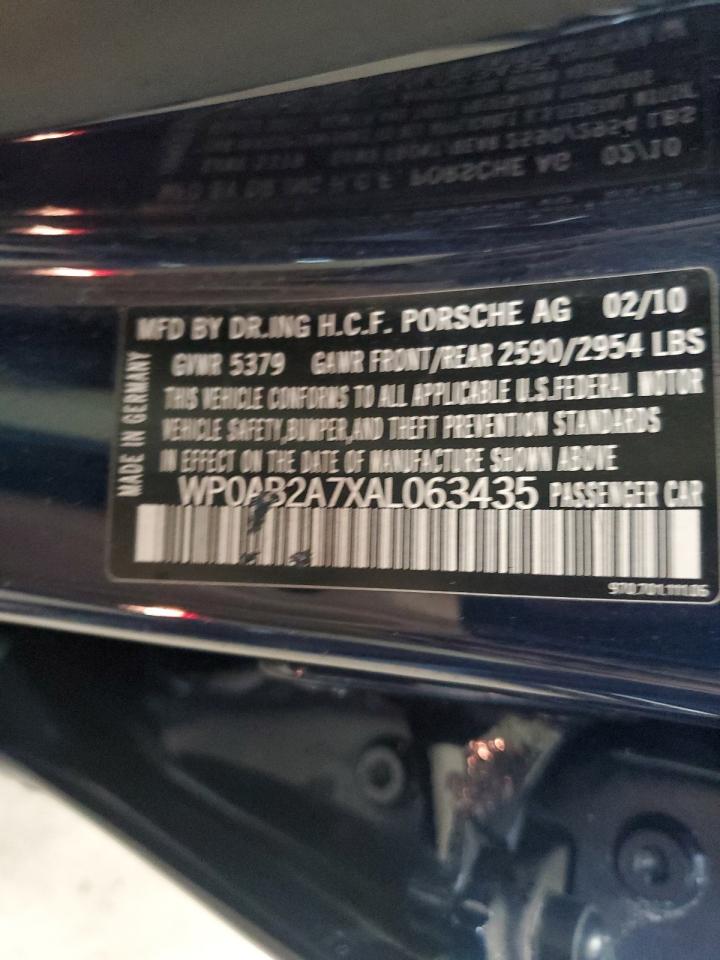 MFD BY DR.ING H.C.F. PORSCHE AG 02/10
GVWR 5379 GAWR FRONT/REAR 2590/2954 LBS
THIS VEHICLE CONFORMS TO ALL APPLICABLE U.S.FEDERAL MOTOR
VEHICLE SAFETY,BUMPER,AND THEFT PREVENTION STANDARDS
IN EFFECT ON THE DATE OF MANUFACTURE SHOWN ABOVE
WP0AB2A7XAL063435 PASSENGER CAR
MADE IN GERMANY